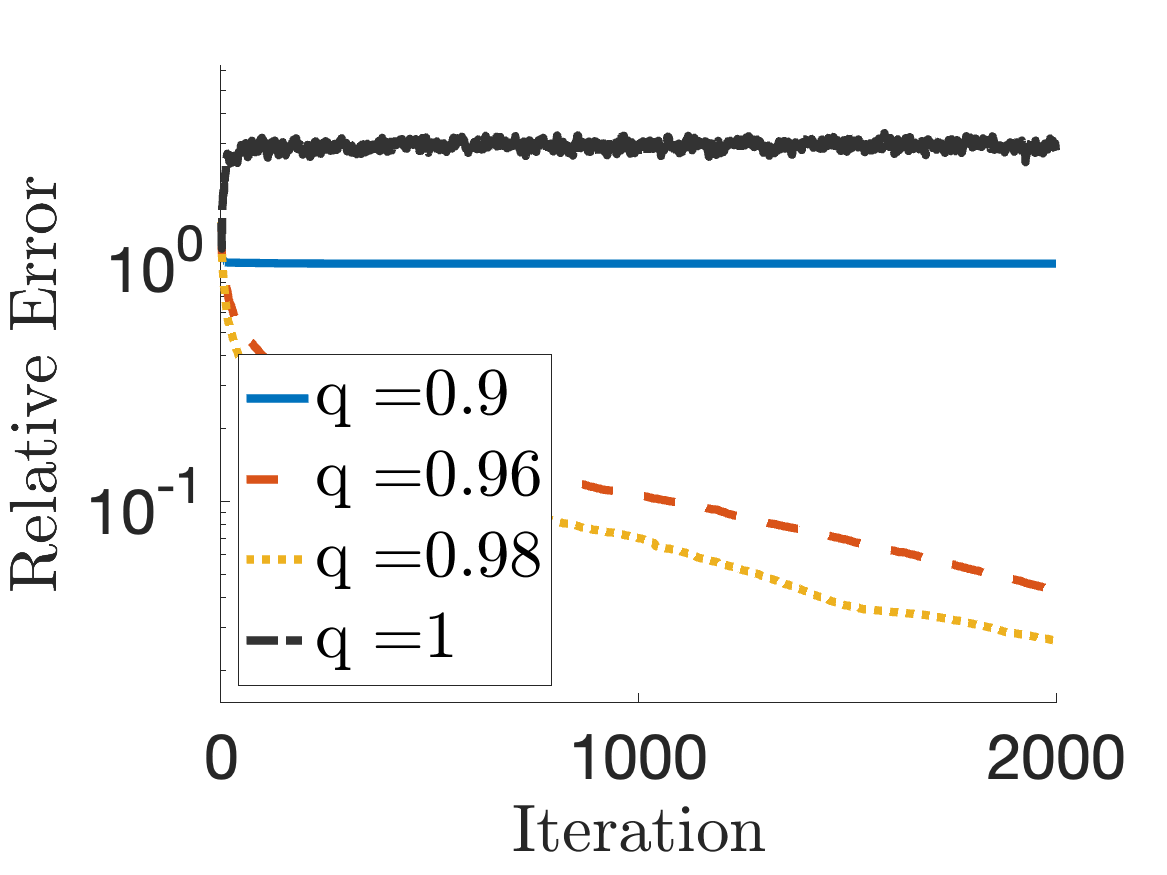 Relative Error
10^0
10^-1
q =0.9
q =0.96
q =0.98
q =1
0 1000 2000
Iteration